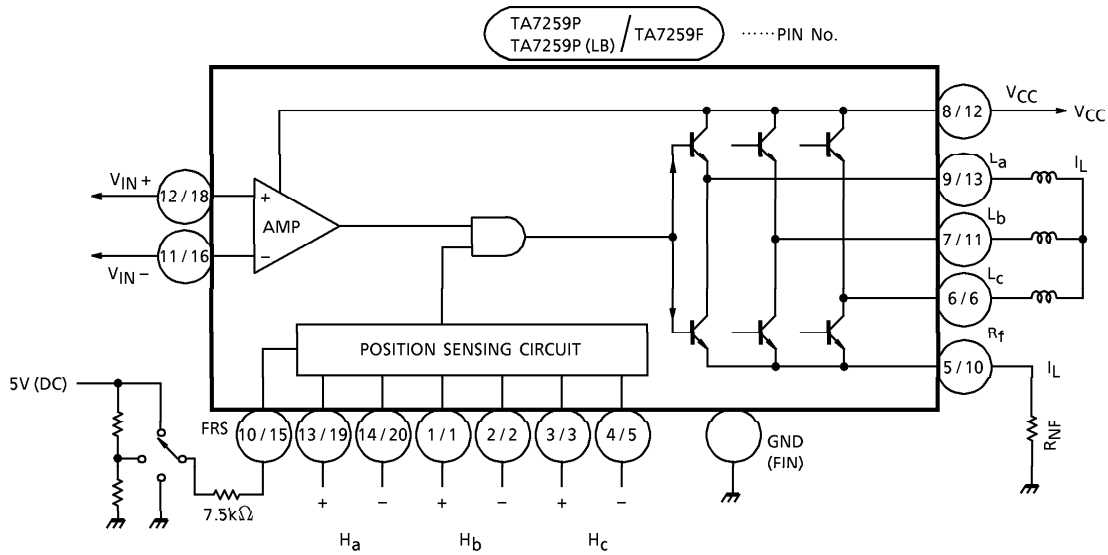 TA7259P
TA7259P (LB) / TA7259F ……PIN No.
8 / 12 VCC VCC
VIN+ 12 / 18 + AMP
9 / 13 La IL
11 / 16 − VIN−
7 / 11 Lb
6 / 6 Lc
POSITION SENSING CIRCUIT
Rf
5 / 10 IL
5V (DC)
FRS 10 / 15 13 / 19 14 / 20 1 / 1 2 / 2 3 / 3 4 / 5
GND
(FIN)
RNF
7.5kΩ
+ − + − + −
Ha Hb Hc